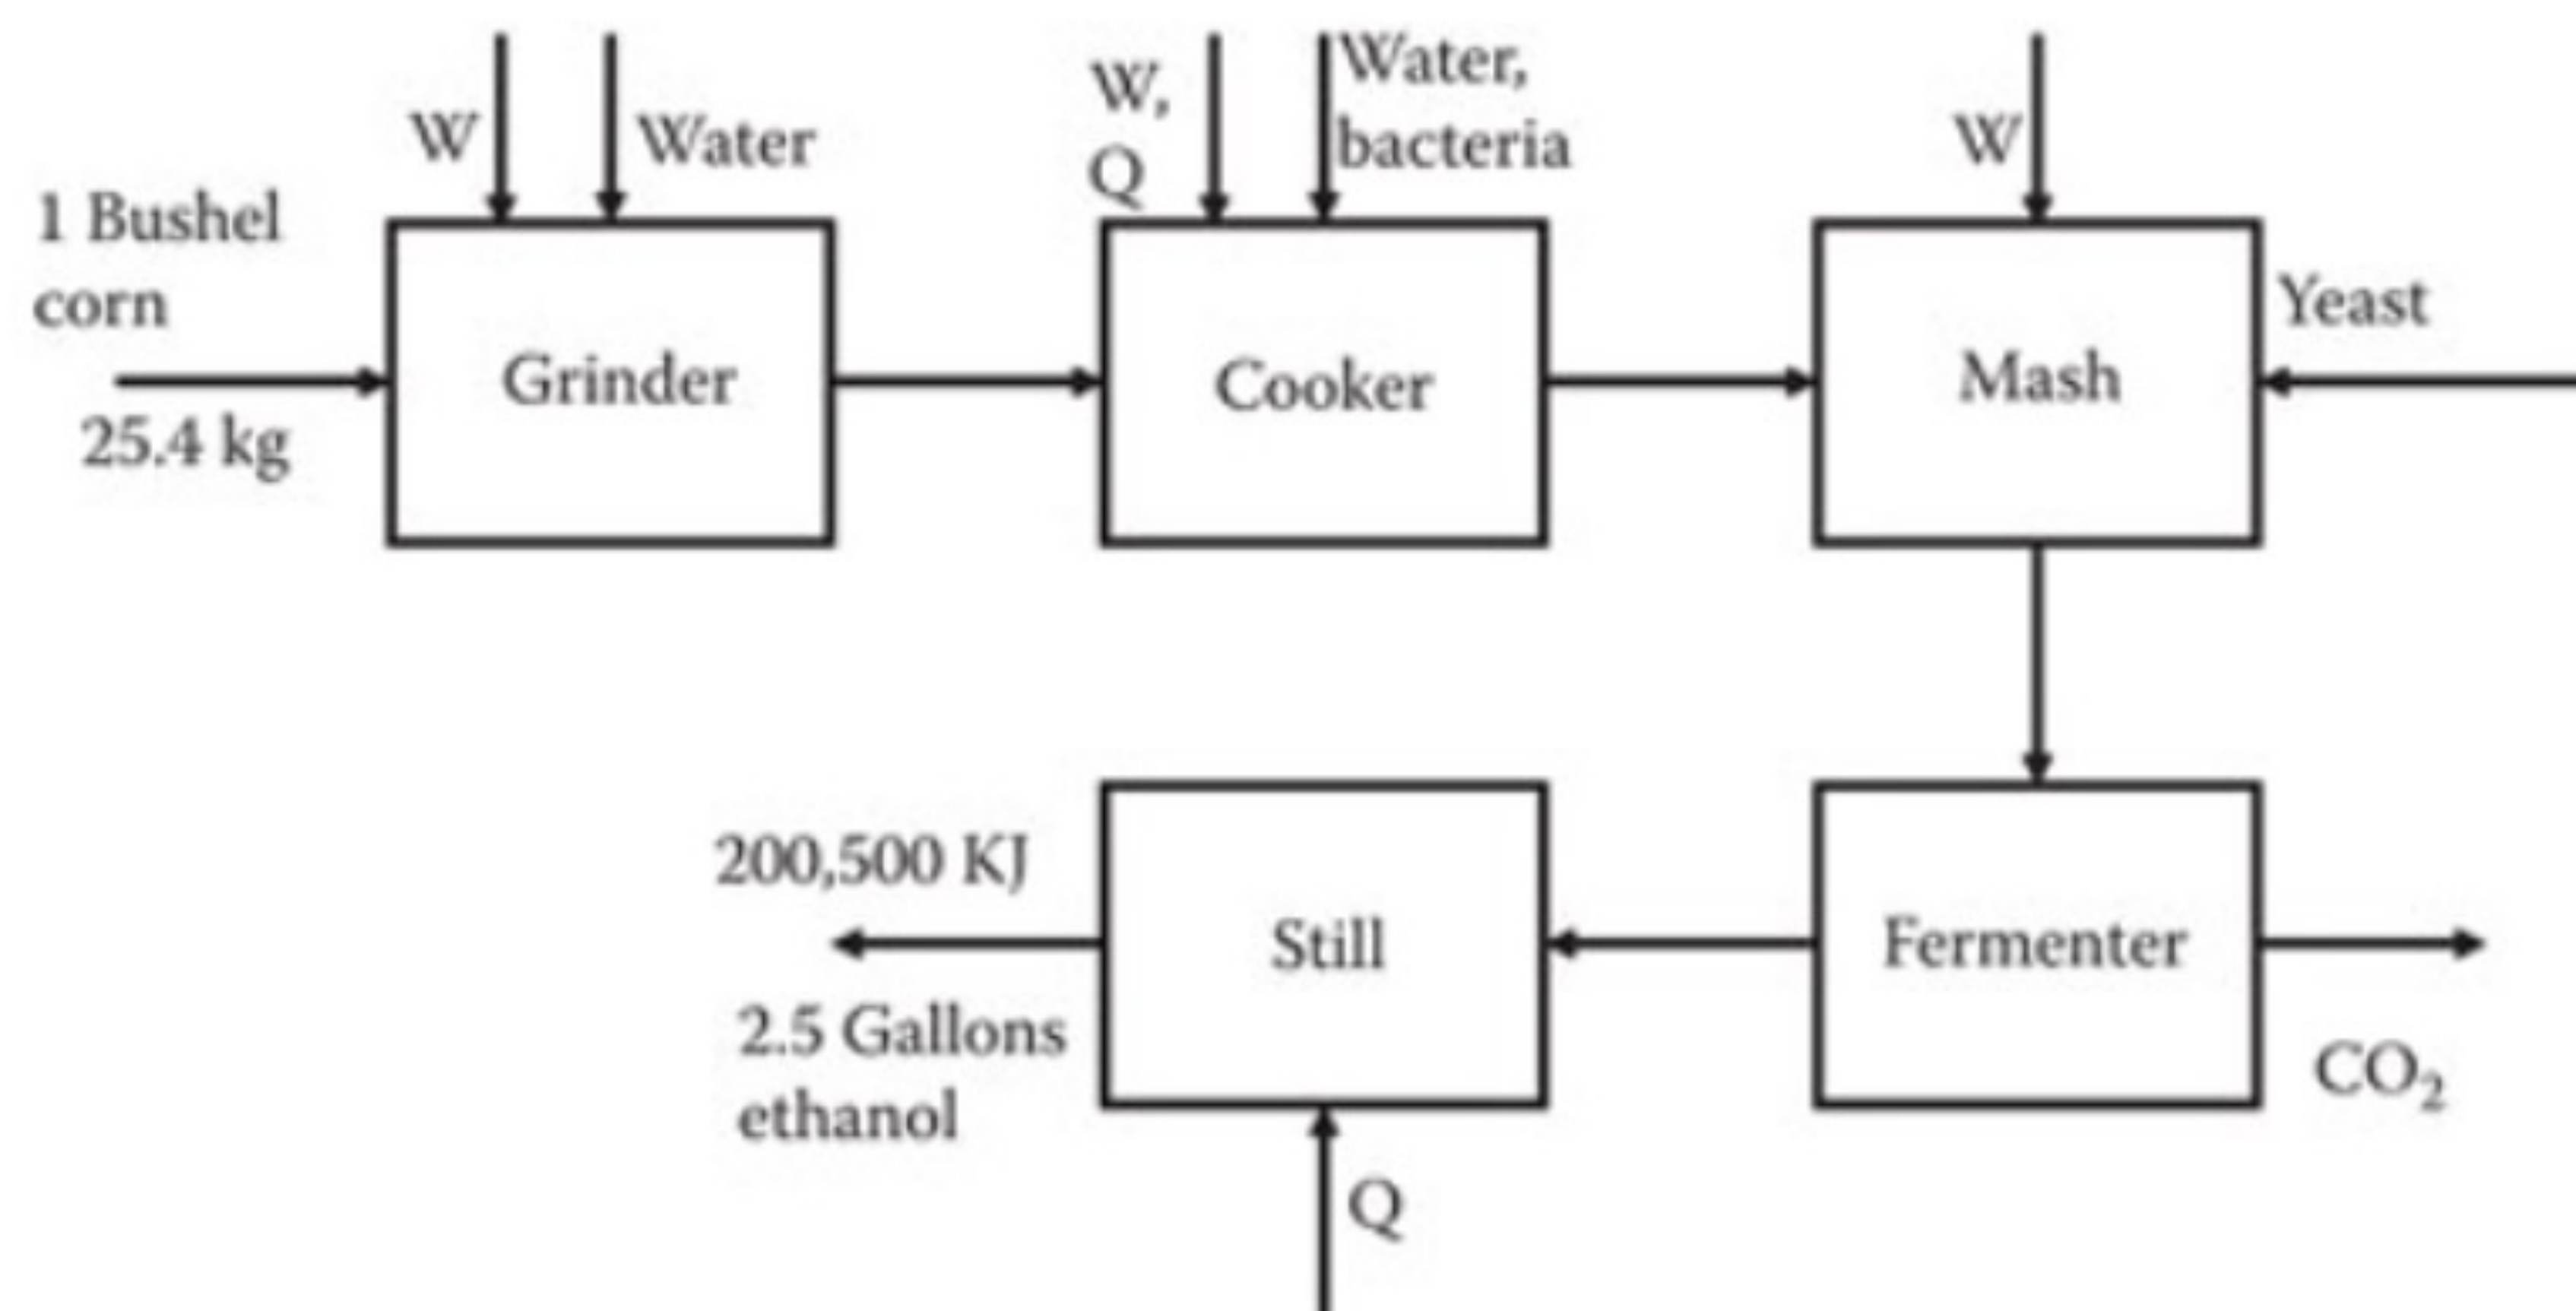 W
Water
W,
Q
Water,
bacteria
W
1 Bushel
corn
25.4 kg
Grinder
Cooker
Mash
Yeast
200,500 KJ
2.5 Gallons
ethanol
Still
Fermenter
CO₂
Q